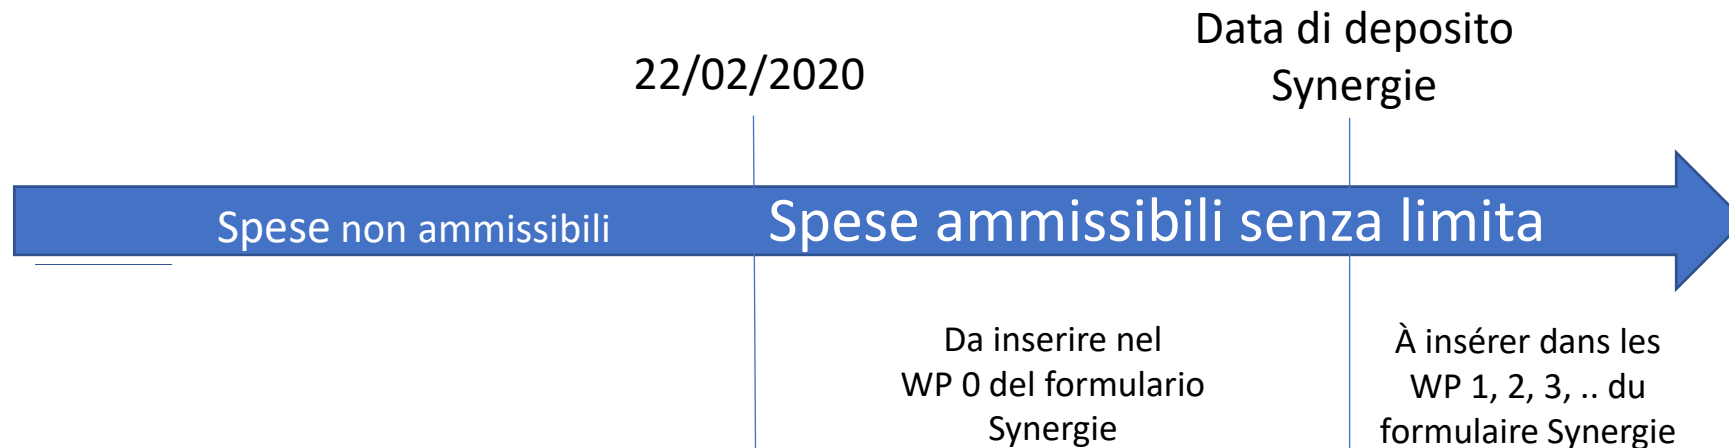 22/02/2020
Data di deposito
Synergie
Spese non ammissibili
Spese ammissibili senza limita
Da inserire nel
WP 0 del formulario
Synergie
À insérer dans les
WP 1, 2, 3, .. du
formulaire Synergie